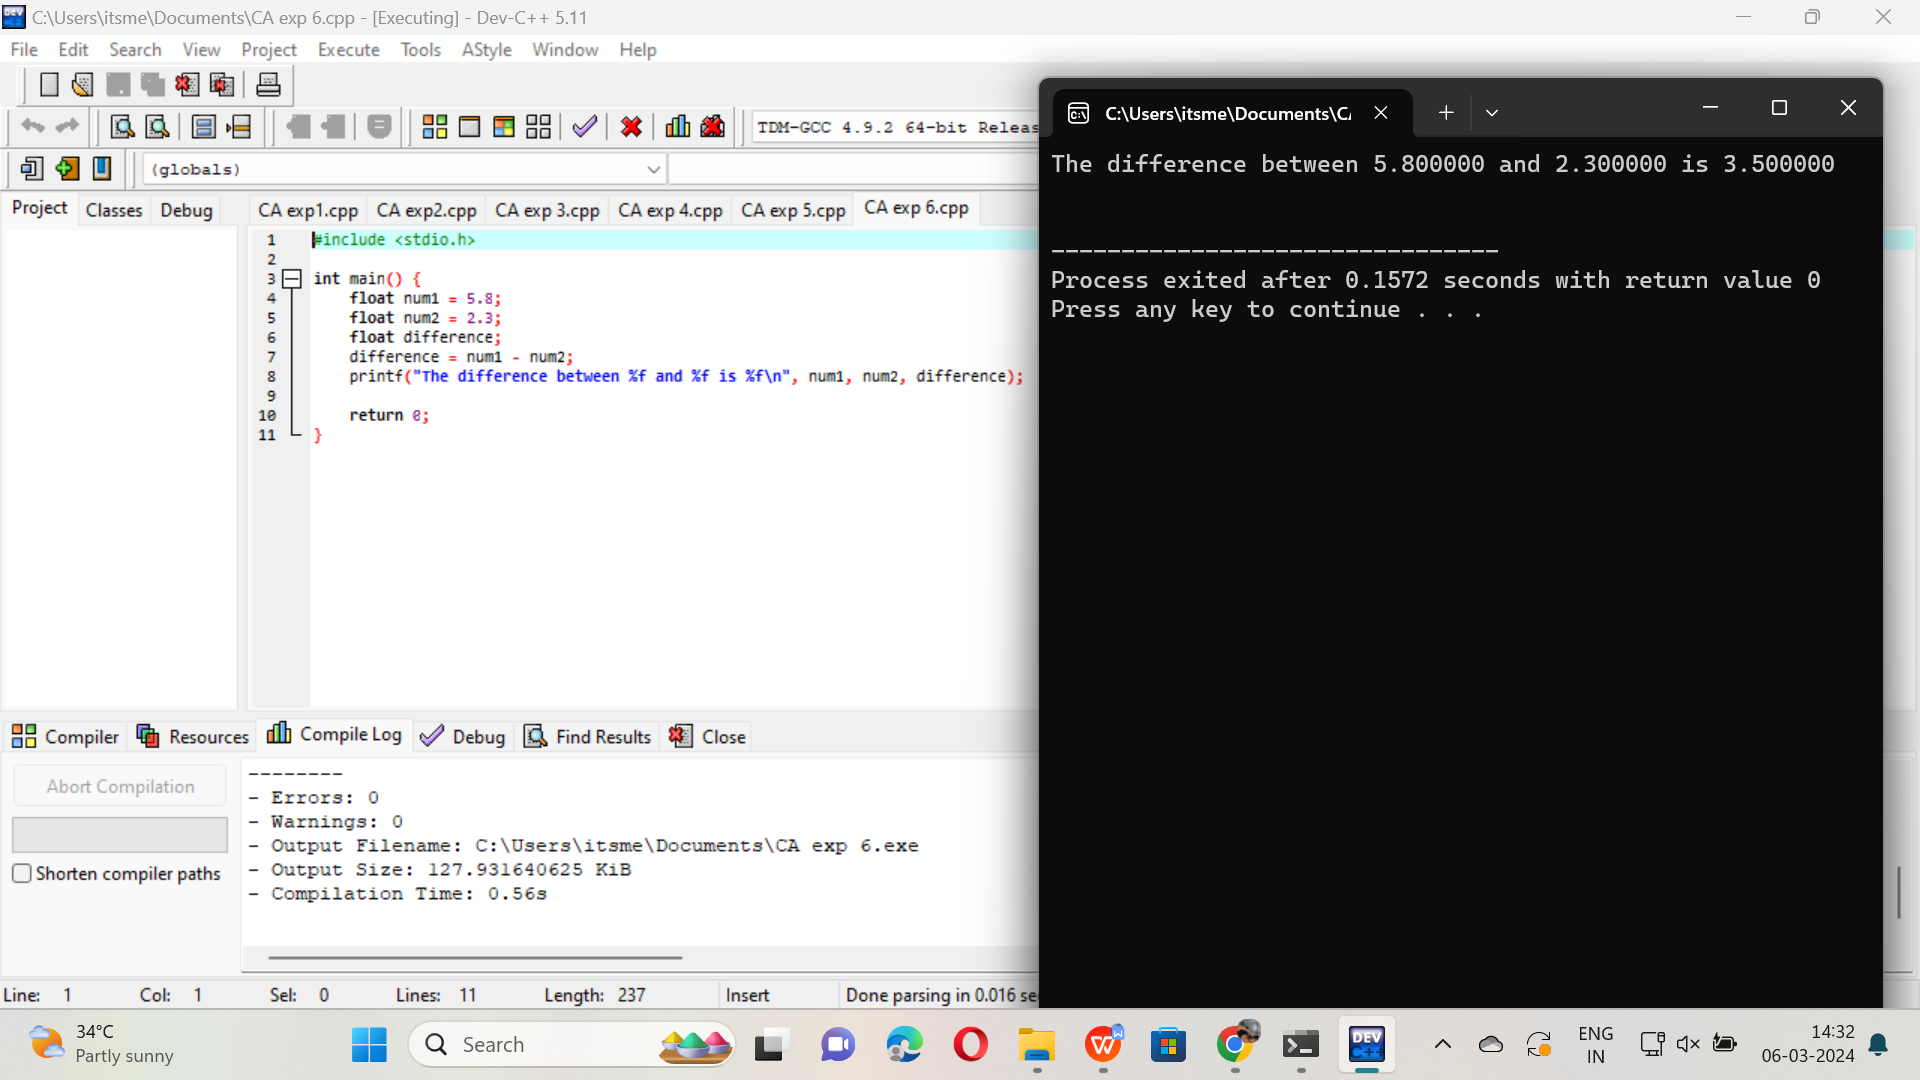 C:\Users\itsme\Documents\CA exp 6.cpp - [Executing] - Dev-C++ 5.11
File Edit Search View Project Execute Tools AStyle Window Help
TDM-GCC 4.9.2 64-bit Releas
(globals)
Project Classes Debug
CA exp1.cpp CA exp2.cpp CA exp 3.cpp CA exp 4.cpp CA exp 5.cpp CA exp 6.cpp
1 #include <stdio.h>
2
3 int main() {
4 float num1 = 5.8;
5 float num2 = 2.3;
6 float difference;
7 difference = num1 - num2;
8 printf("The difference between %f and %f is %f\n", num1, num2, difference);
9
10 return 0;
11 }
C:\Users\itsme\Documents\CA
The difference between 5.800000 and 2.300000 is 3.500000
--------------------------------
Process exited after 0.1572 seconds with return value 0
Press any key to continue . . .
Compiler Resources Compile Log Debug Find Results Close
Abort Compilation
Shorten compiler paths
--------
- Errors: 0
- Warnings: 0
- Output Filename: C:\Users\itsme\Documents\CA exp 6.exe
- Output Size: 127.931640625 KiB
- Compilation Time: 0.56s
Line: 1 Col: 1 Sel: 0 Lines: 11 Length: 237 Insert Done parsing in 0.016 se
34°C
Partly sunny
Search
DEV
C++
ENG
IN
14:32
06-03-2024